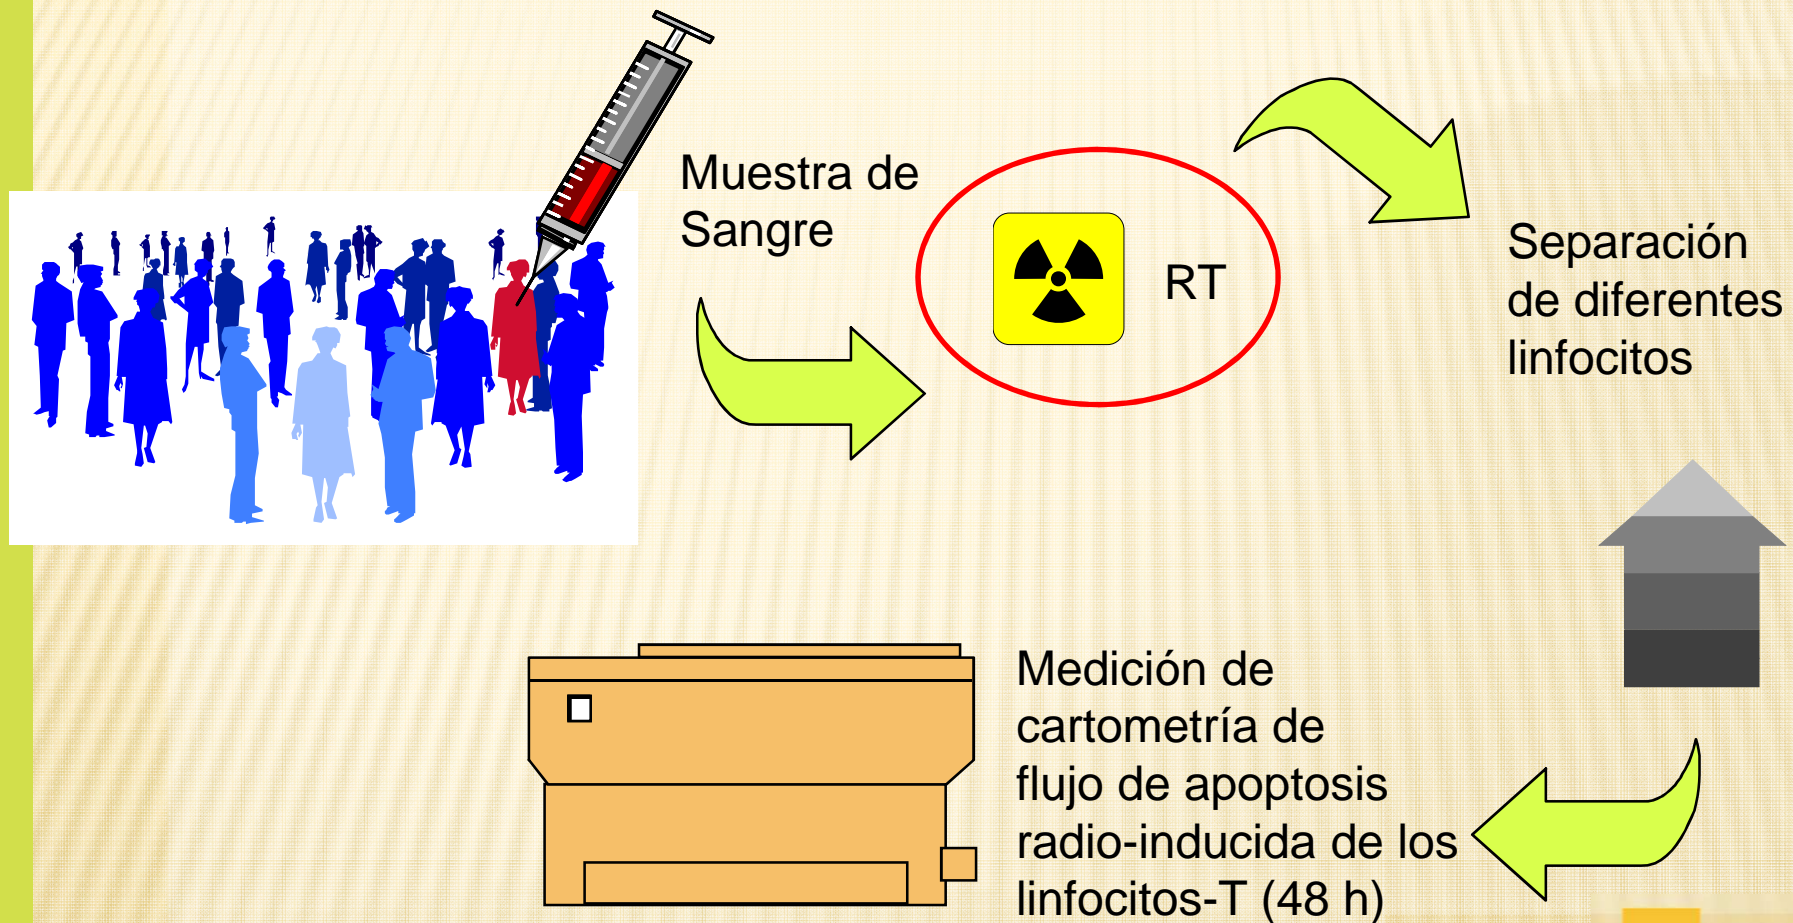 Muestra de
Sangre
RT
Separación
de diferentes
linfocitos
Medición de
cartometría de
flujo de apoptosis
radio-inducida de los
linfocitos-T (48 h)